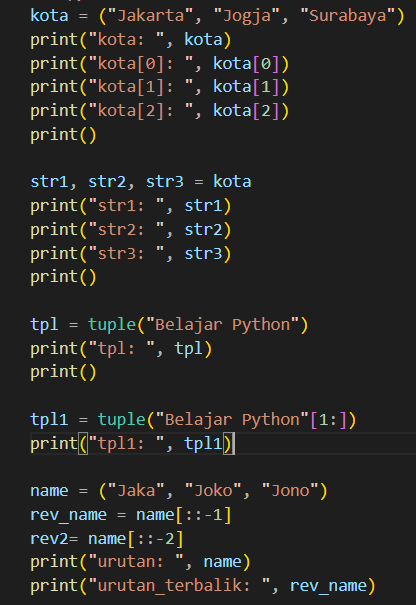 kota = ("Jakarta", "Jogja", "Surabaya")
print("kota: ", kota)
print("kota[0]: ", kota[0])
print("kota[1]: ", kota[1])
print("kota[2]: ", kota[2])
print()
str1, str2, str3 = kota
print("str1: ", str1)
print("str2: ", str2)
print("str3: ", str3)
print()
tpl = tuple("Belajar Python")
print("tpl: ", tpl)
print()
tpl1 = tuple("Belajar Python"[1:])
print("tpl1: ", tpl1)
name = ("Jaka", "Joko", "Jono")
rev_name = name[::-1]
rev2= name[::-2]
print("urutan: ", name)
print("urutan_terbalik: ", rev_name)